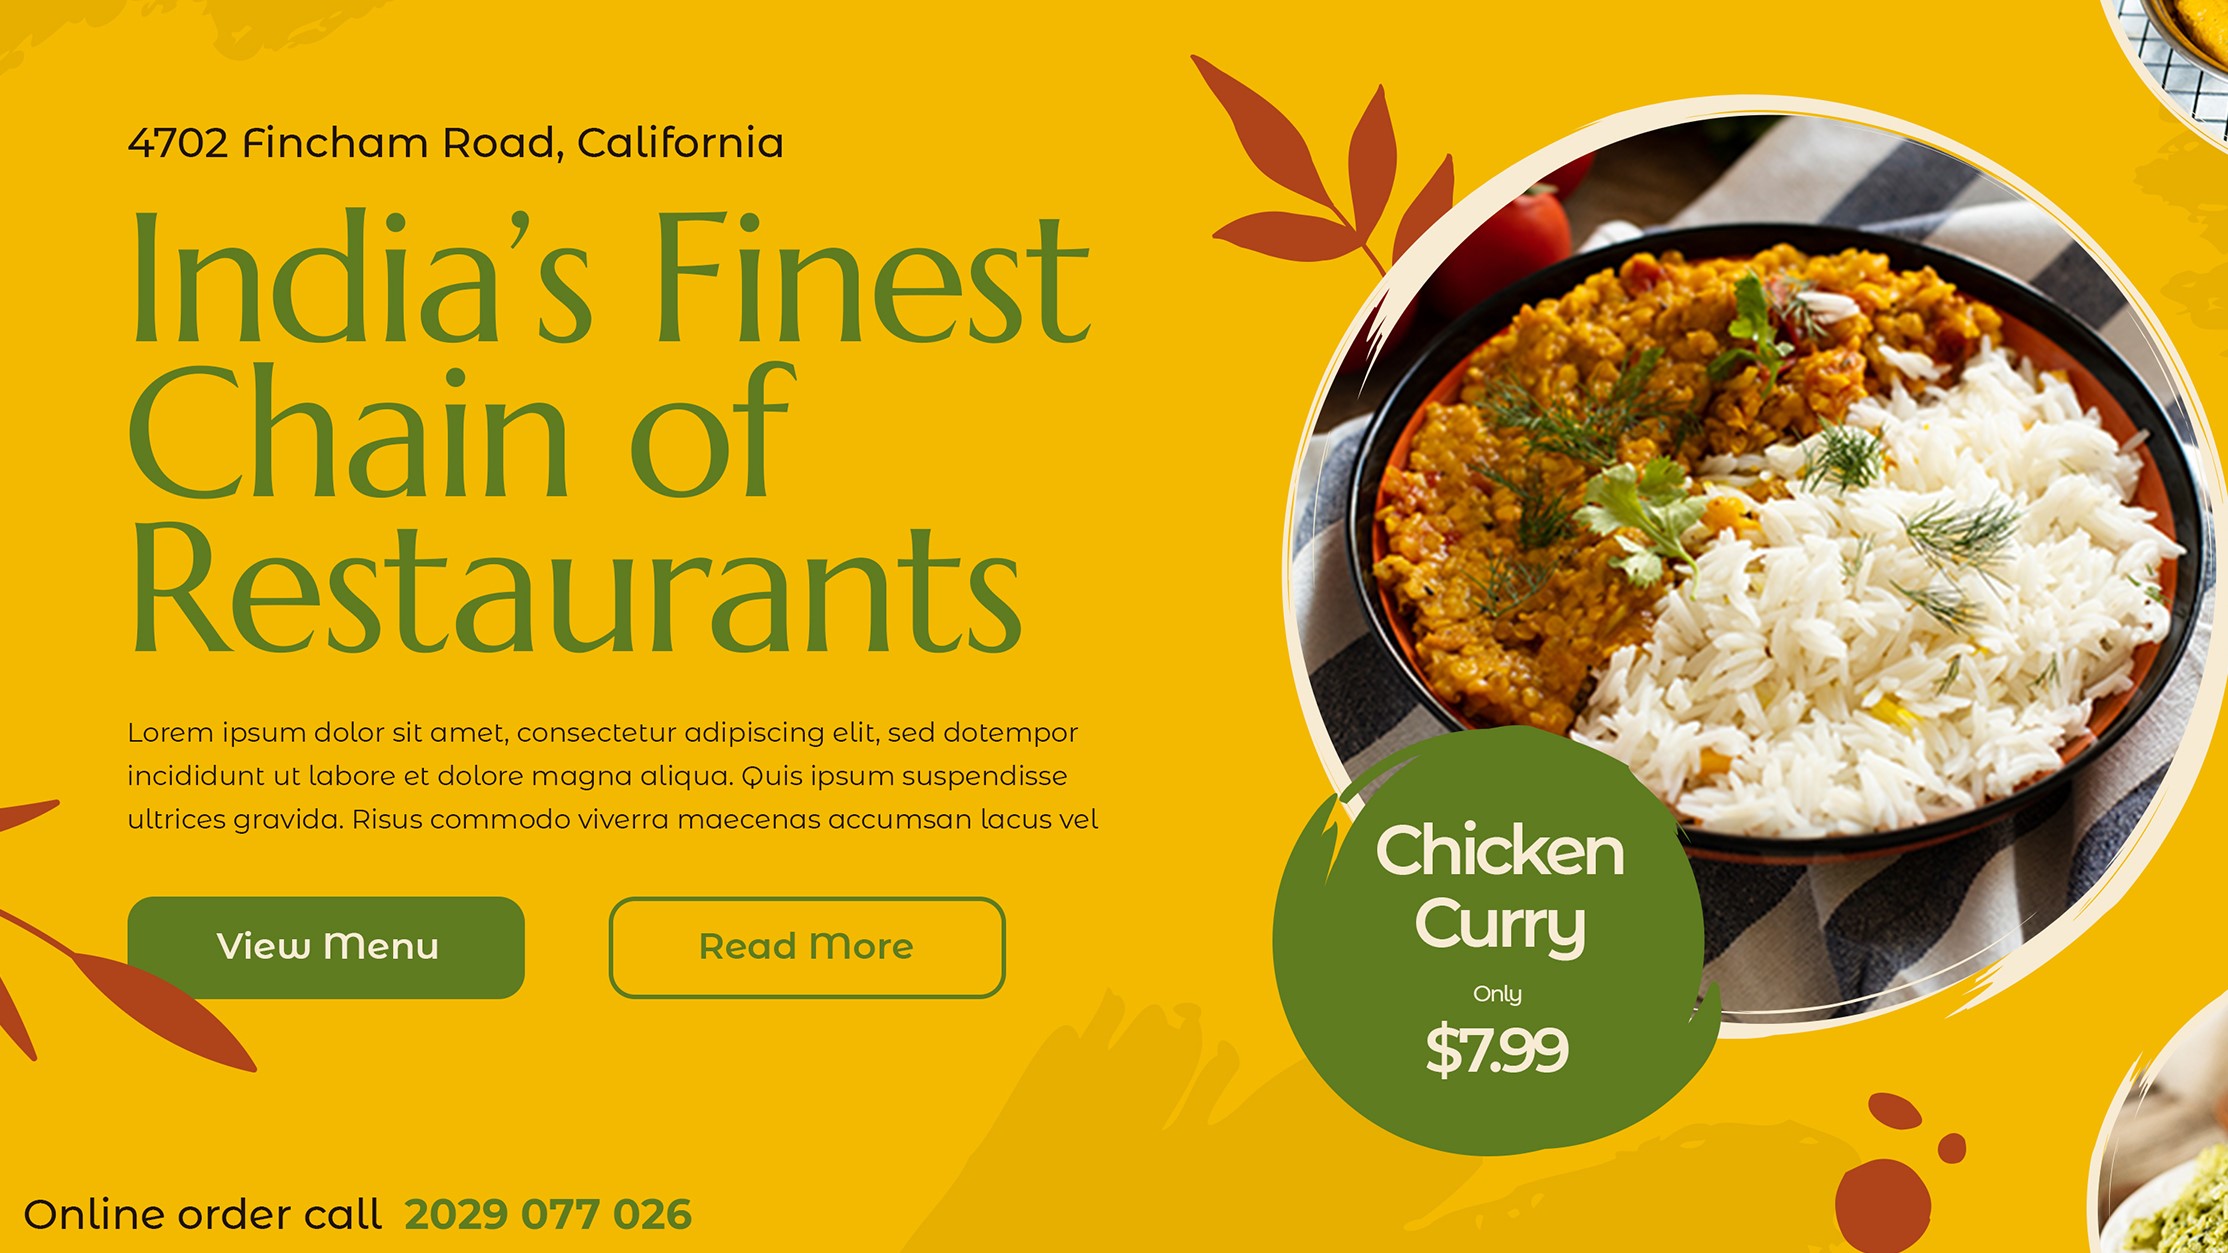 4702 Fincham Road, California
India’s Finest
Chain of
Restaurants
Lorem ipsum dolor sit amet, consectetur adipiscing elit, sed dotempor
incididunt ut labore et dolore magna aliqua. Quis ipsum suspendisse
ultrices gravida. Risus commodo viverra maecenas accumsan lacus vel
View Menu
Read More
Chicken
Curry
Only
$7.99
Online order call 2029 077 026